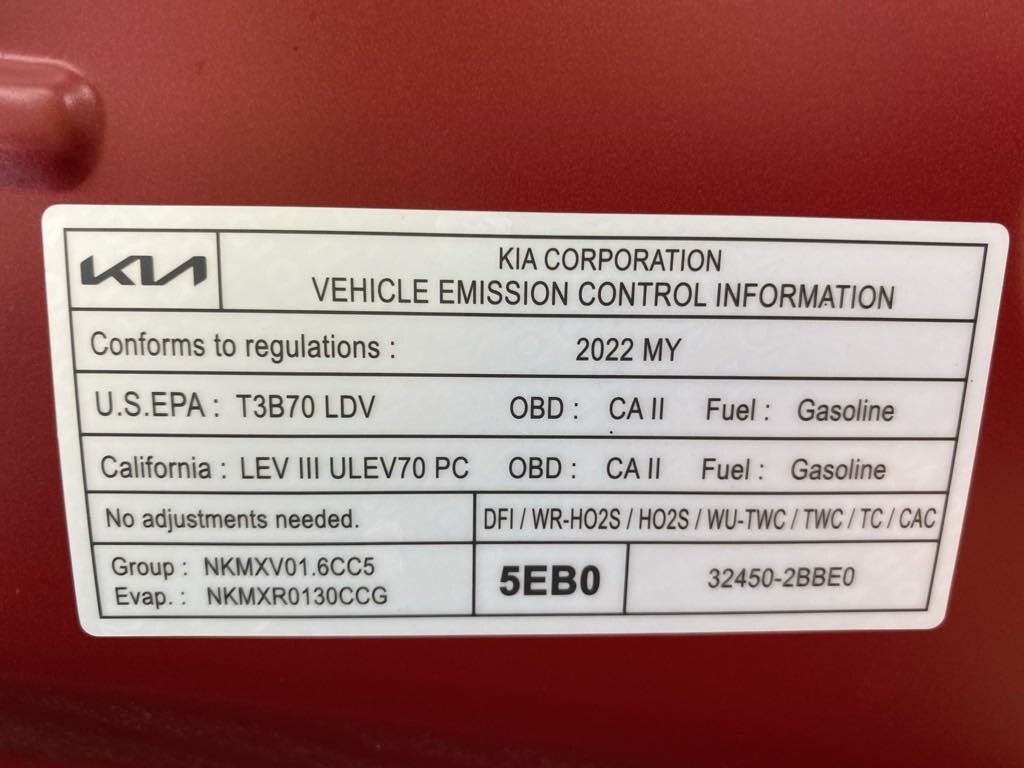 KIA
KIA CORPORATION
VEHICLE EMISSION CONTROL INFORMATION
Conforms to regulations : 2022 MY
U.S.EPA : T3B70 LDV OBD : CA II Fuel : Gasoline
California : LEV III ULEV70 PC OBD : CA II Fuel : Gasoline
No adjustments needed. DFI / WR-HO2S / HO2S / WU-TWC / TWC / TC / CAC
Group : NKMXV01.6CC5
Evap. : NKMXR0130CCG
5EB0 32450-2BBE0